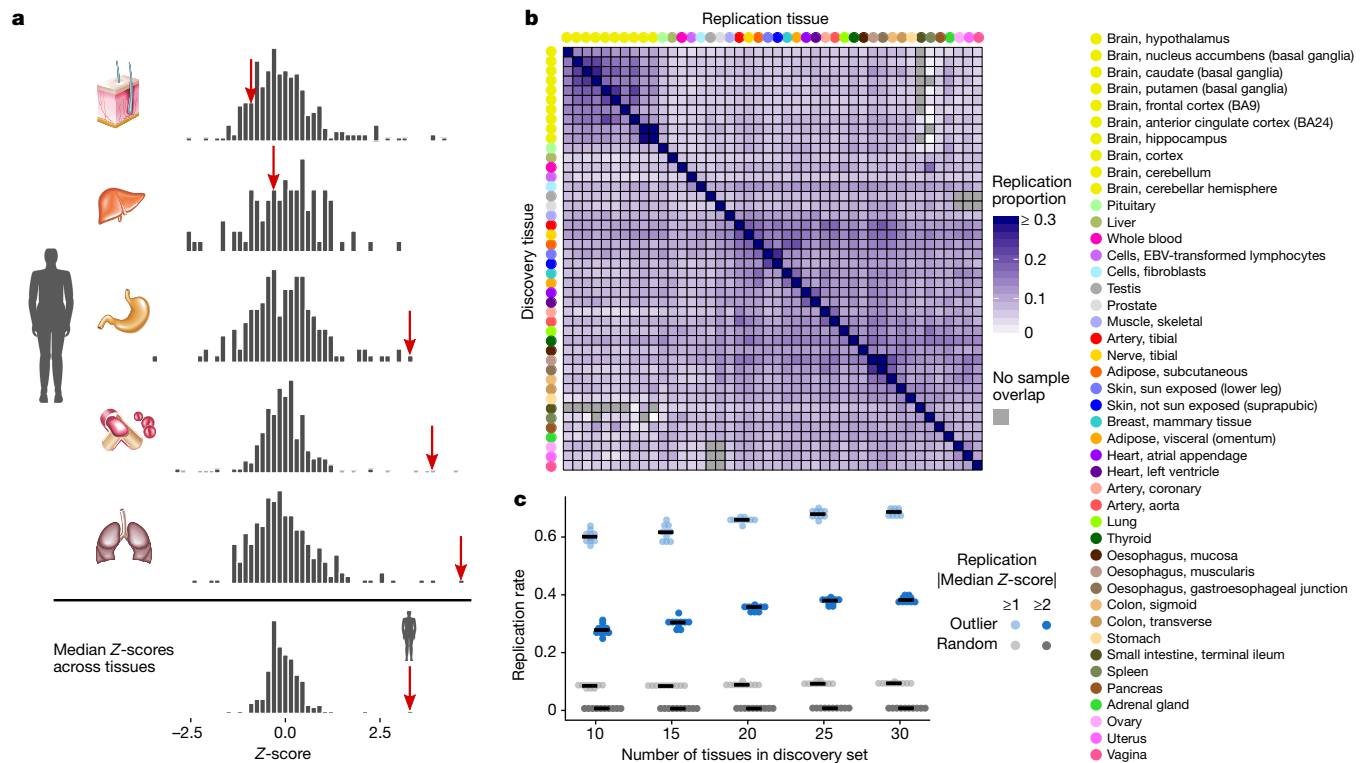 a
Median Z-scores
across tissues
−2.5
0.0
2.5
Z-score
b
Replication tissue
Discovery tissue
Replication
proportion
≥ 0.3
0.2
0.1
0
No sample
overlap
c
Replication rate
0.6
0.4
0.2
0
10
15
20
25
30
Number of tissues in discovery set
Replication
|Median Z-score|
≥1 ≥2
Outlier
Random
Brain, hypothalamus
Brain, nucleus accumbens (basal ganglia)
Brain, caudate (basal ganglia)
Brain, putamen (basal ganglia)
Brain, frontal cortex (BA9)
Brain, anterior cingulate cortex (BA24)
Brain, hippocampus
Brain, cortex
Brain, cerebellum
Brain, cerebellar hemisphere
Pituitary
Liver
Whole blood
Cells, EBV-transformed lymphocytes
Cells, fibroblasts
Testis
Prostate
Muscle, skeletal
Artery, tibial
Nerve, tibial
Adipose, subcutaneous
Skin, sun exposed (lower leg)
Skin, not sun exposed (suprapubic)
Breast, mammary tissue
Adipose, visceral (omentum)
Heart, atrial appendage
Heart, left ventricle
Artery, coronary
Artery, aorta
Lung
Thyroid
Oesophagus, mucosa
Oesophagus, muscularis
Oesophagus, gastroesophageal junction
Colon, sigmoid
Colon, transverse
Stomach
Small intestine, terminal ileum
Spleen
Pancreas
Adrenal gland
Ovary
Uterus
Vagina